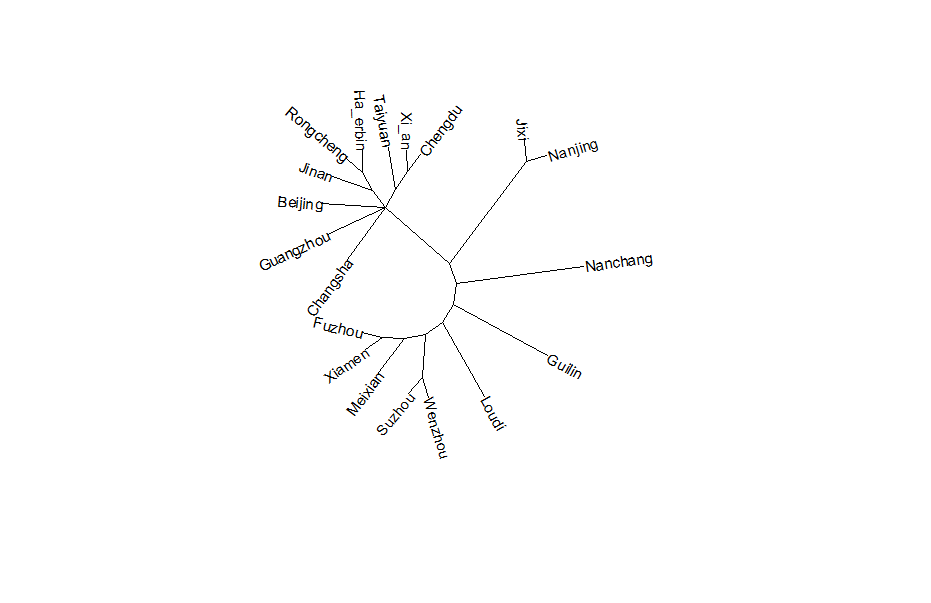 Ha_erbin
Taiyuan
Xi_an
Chengdu
Rongcheng
Jixi
Nanjing
Jinan
Beijing
Guangzhou
Nanchang
Changsha
Fuzhou
Xiamen
Guilin
Meixian
Suzhou
Wenzhou
Loudi